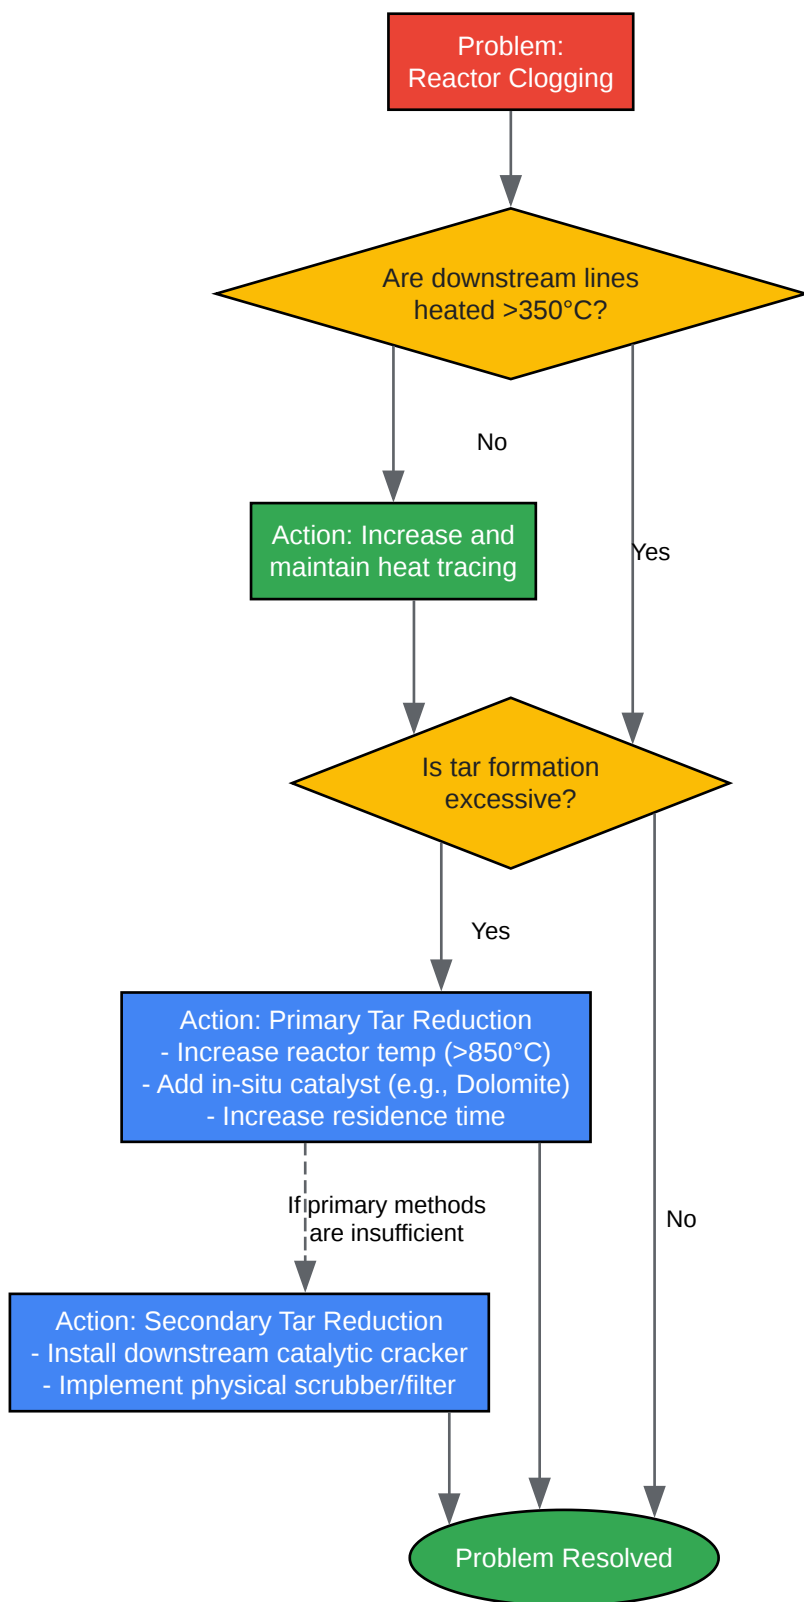 Problem:
Reactor Clogging
Are downstream lines
heated >350°C?
No
Action: Increase and
maintain heat tracing
Yes
Is tar formation
excessive?
Yes
Action: Primary Tar Reduction
- Increase reactor temp (>850°C)
- Add in-situ catalyst (e.g., Dolomite)
- Increase residence time
If primary methods
are insufficient
No
Action: Secondary Tar Reduction
- Install downstream catalytic cracker
- Implement physical scrubber/filter
Problem Resolved